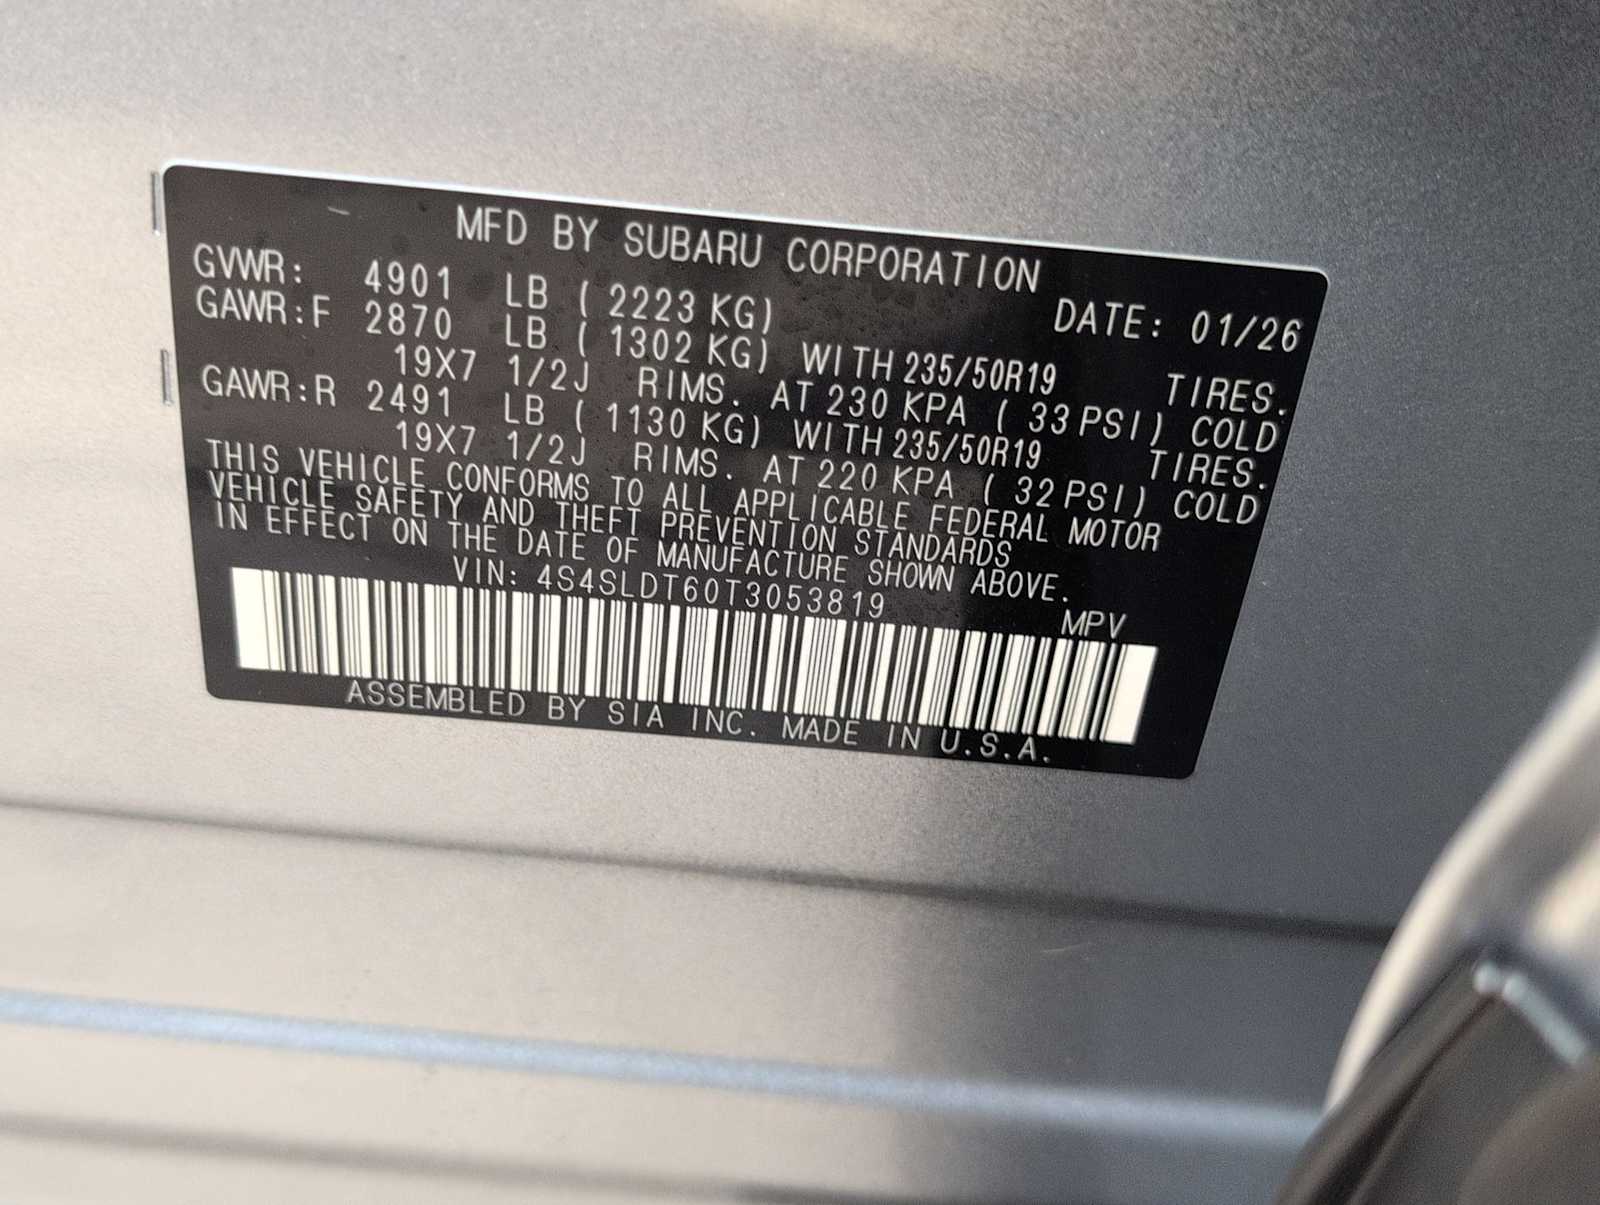 MFD BY SUBARU CORPORATION
GVWR: 4901 LB ( 2223 KG) DATE: 01/26
GAWR:F 2870 LB ( 1302 KG) WITH 235/50R19 TIRES.
19X7 1/2J RIMS. AT 230 KPA ( 33 PSI) COLD
GAWR:R 2491 LB ( 1130 KG) WITH 235/50R19 TIRES.
19X7 1/2J RIMS. AT 220 KPA ( 32 PSI) COLD
THIS VEHICLE CONFORMS TO ALL APPLICABLE FEDERAL MOTOR
VEHICLE SAFETY AND THEFT PREVENTION STANDARDS
IN EFFECT ON THE DATE OF MANUFACTURE SHOWN ABOVE.
VIN: 4S4SLDT60T3053819 MPV
ASSEMBLED BY SIA INC. MADE IN U.S.A.